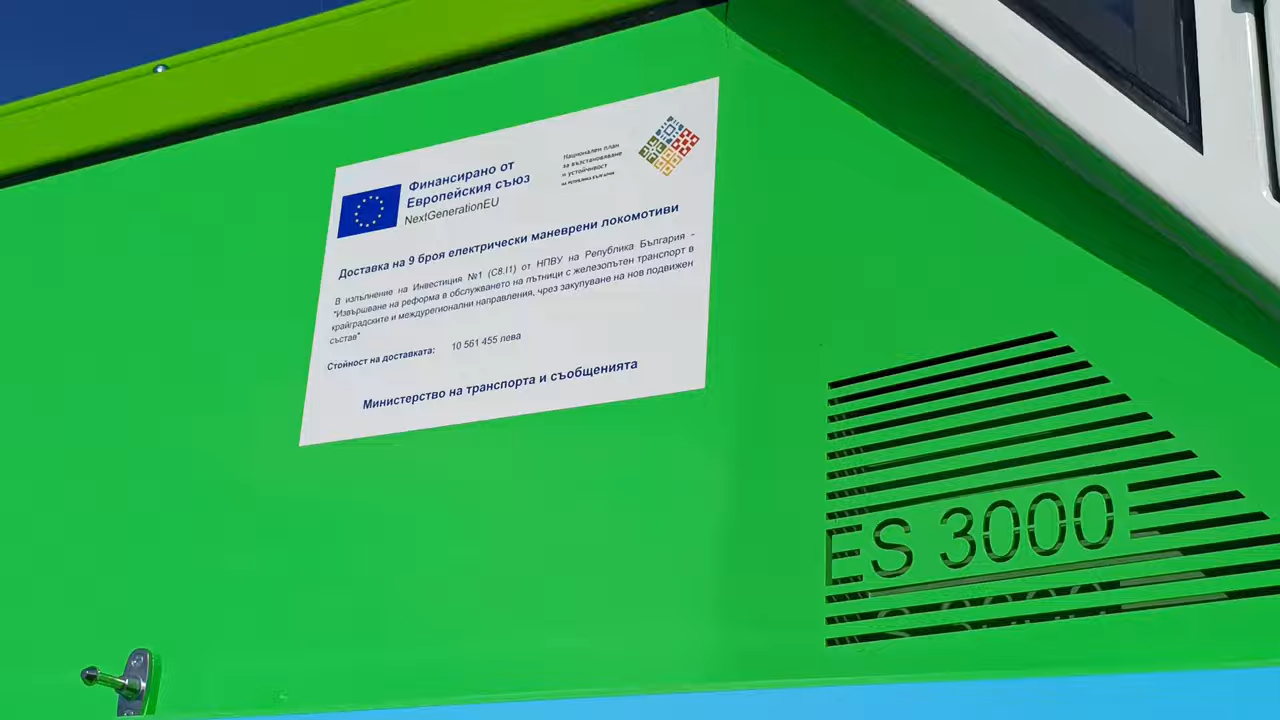 Финансирано от
Европейския съюз
NextGenerationEU
Национален план
за възстановяване
и устойчивост
НА РЕПУБЛИКА БЪЛГАРИЯ
Доставка на 9 броя електрически маневрени локомотиви
В изпълнение на Инвестиция №1 (C8.I1) от НПВУ на Република България -
"Извършване на реформа в обслужването на пътници с железопътен транспорт в
крайградските и междурегионални направления, чрез закупуване на нов подвижен
състав"
Стойност на доставката: 10 561 455 лева
Министерство на транспорта и съобщенията
ES 3000